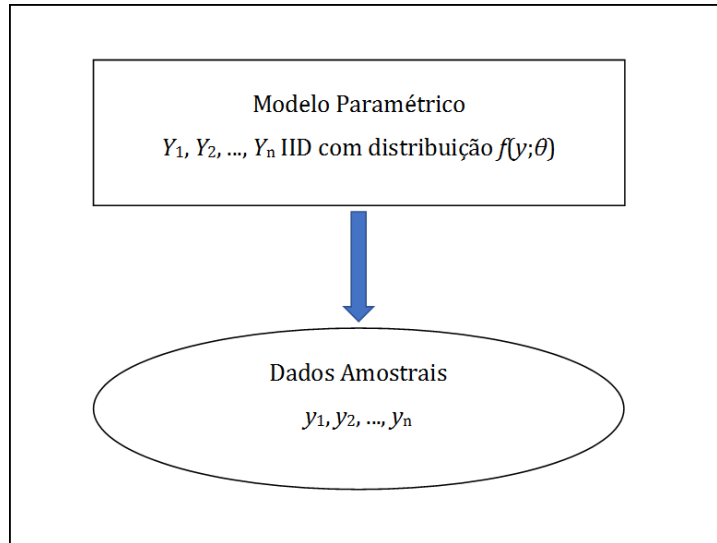 Modelo Paramétrico
Y₁, Y₂, ..., Yₙ IID com distribuição f(y;θ)
Dados Amostrais
y₁, y₂, ..., yₙ